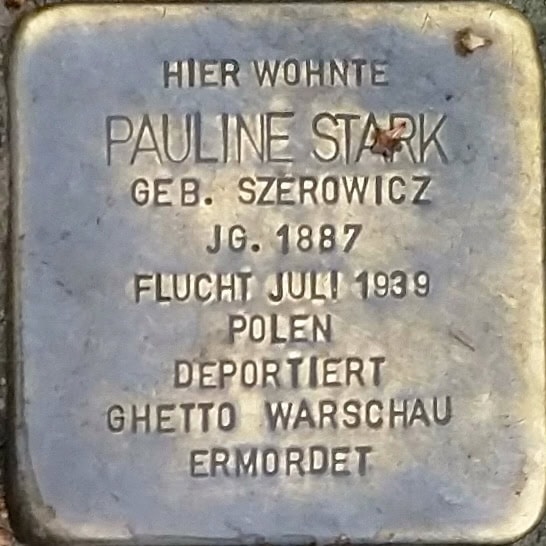 HIER WOHNTE
PAULINE STARK
GEB. SZEROWICZ
JG. 1887
FLUCHT JULI 1939
POLEN
DEPORTIERT
GHETTO WARSCHAU
ERMORDET